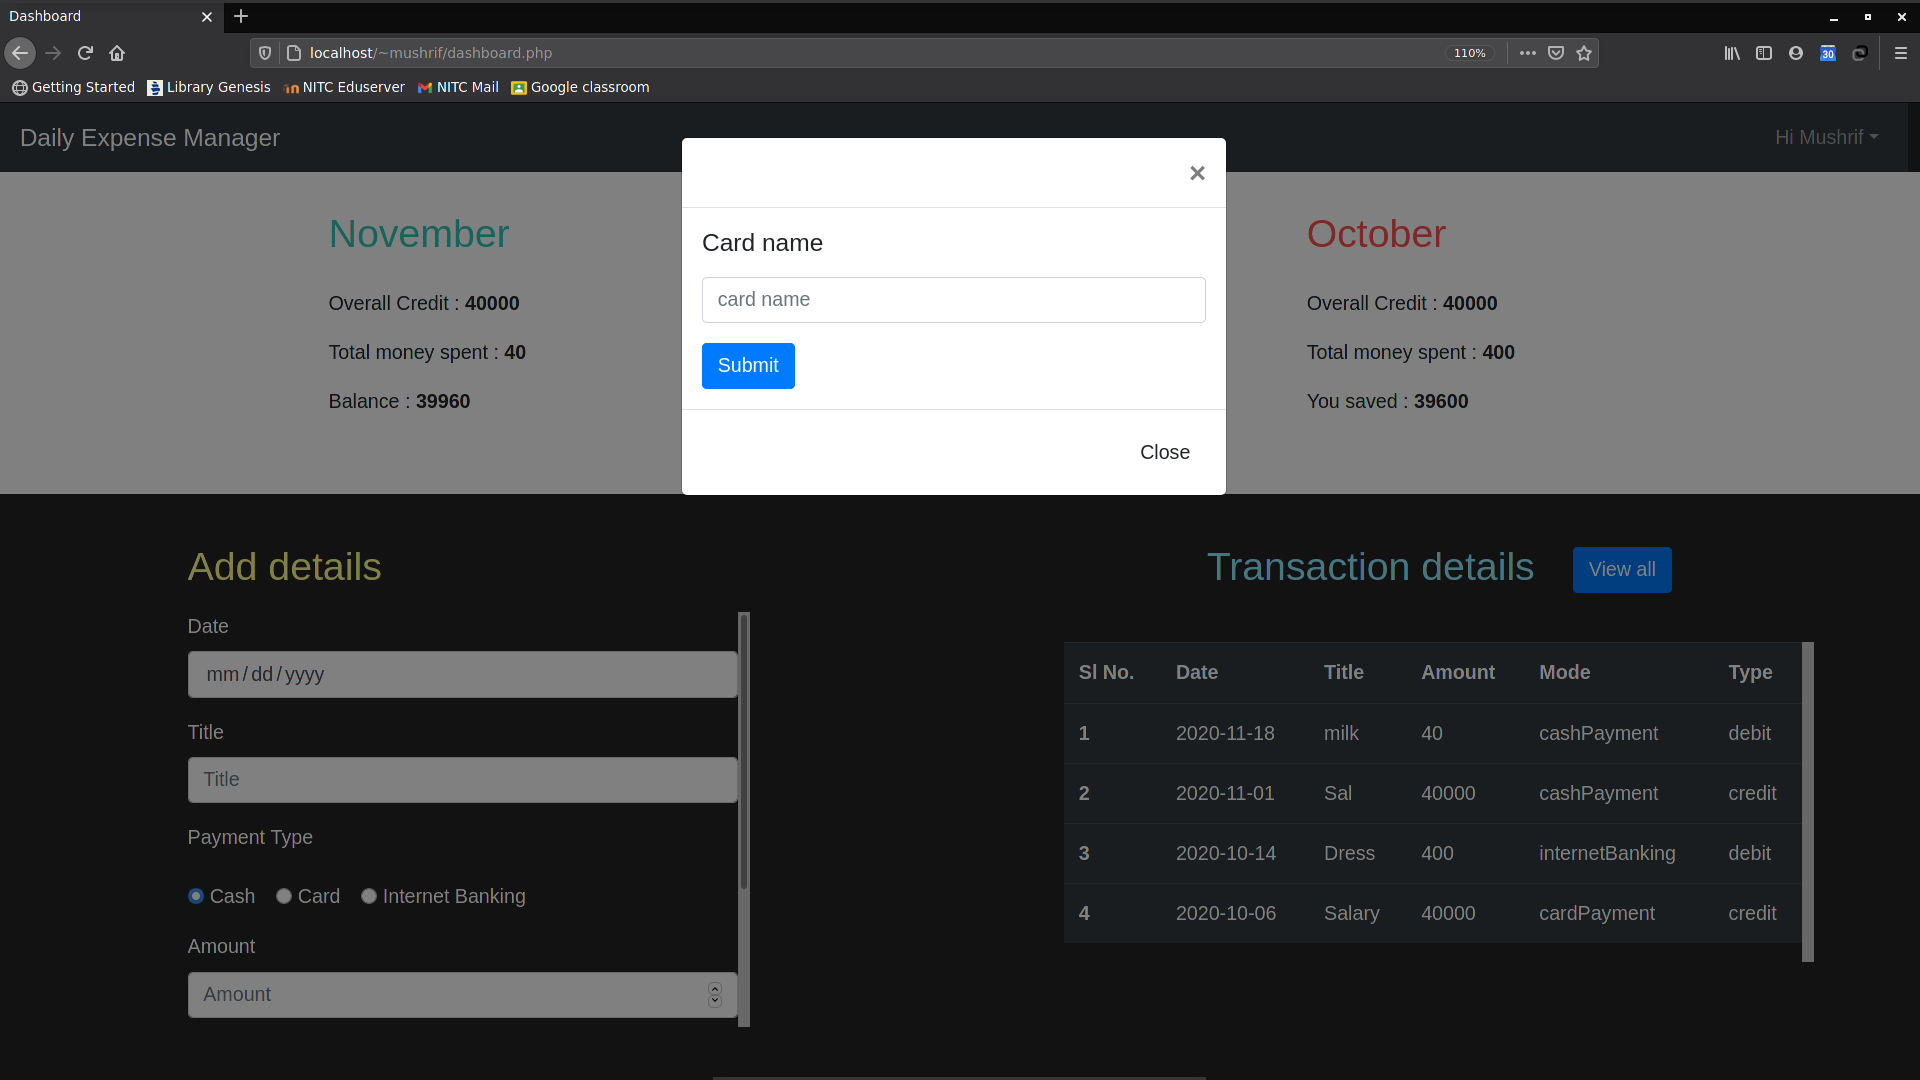 Dashboard
localhost/~mushrif/dashboard.php 110% 30
Getting Started Library Genesis NITC Eduserver NITC Mail Google classroom
Daily Expense Manager Hi Mushrif
×
Card name
card name
Submit
Close
November
Overall Credit : 40000
Total money spent : 40
Balance : 39960
October
Overall Credit : 40000
Total money spent : 400
You saved : 39600
Add details
Date
mm/dd/yyyy
Title
Title
Payment Type
Cash Card Internet Banking
Amount
Amount
Transaction details View all
Sl No. Date Title Amount Mode Type
1 2020-11-18 milk 40 cashPayment debit
2 2020-11-01 Sal 40000 cashPayment credit
3 2020-10-14 Dress 400 internetBanking debit
4 2020-10-06 Salary 40000 cardPayment credit